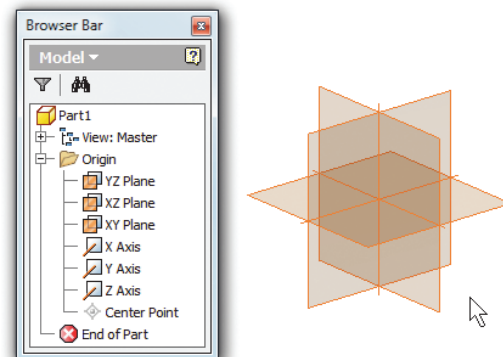 Browser Bar
Model
Part1
View: Master
Origin
YZ Plane
XZ Plane
XY Plane
X Axis
Y Axis
Z Axis
Center Point
End of Part